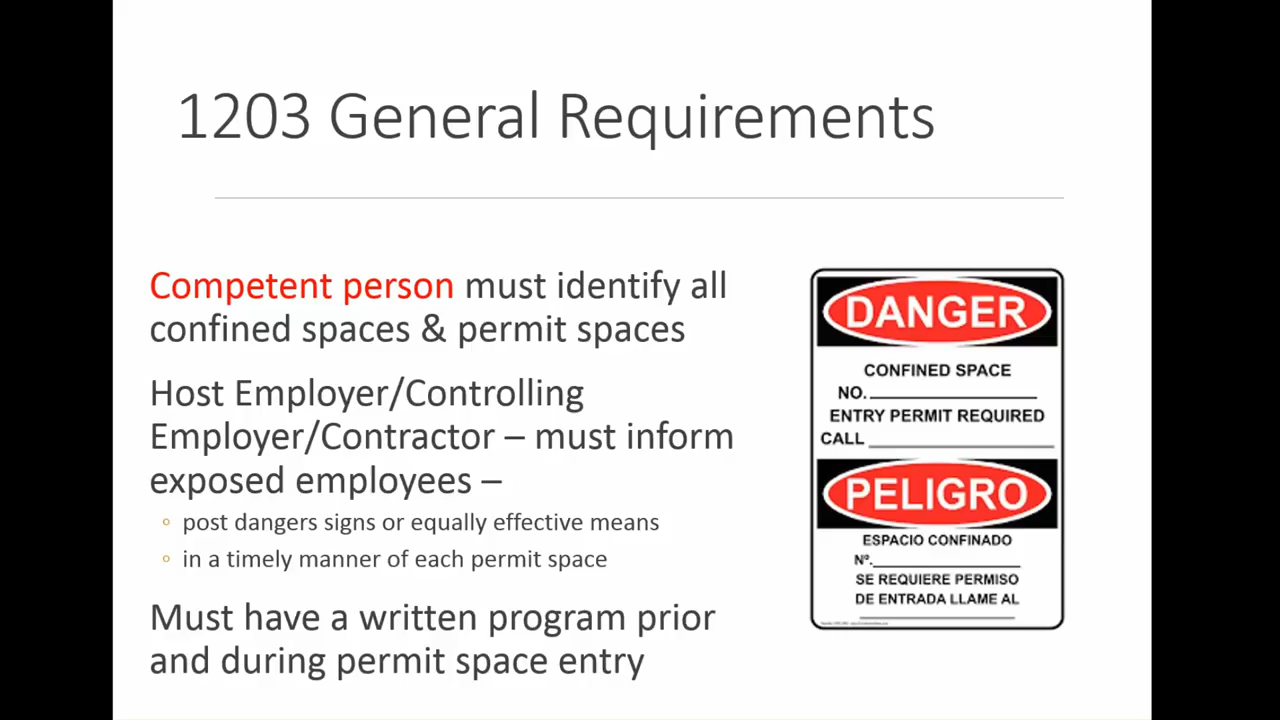 1203 General Requirements
Competent person must identify all
confined spaces & permit spaces
Host Employer/Controlling
Employer/Contractor – must inform
exposed employees –
◦ post dangers signs or equally effective means
◦ in a timely manner of each permit space
Must have a written program prior
and during permit space entry
DANGER
CONFINED SPACE
NO.
ENTRY PERMIT REQUIRED
CALL
PELIGRO
ESPACIO CONFINADO
Nº.
SE REQUIERE PERMISO
DE ENTRADA LLAME AL